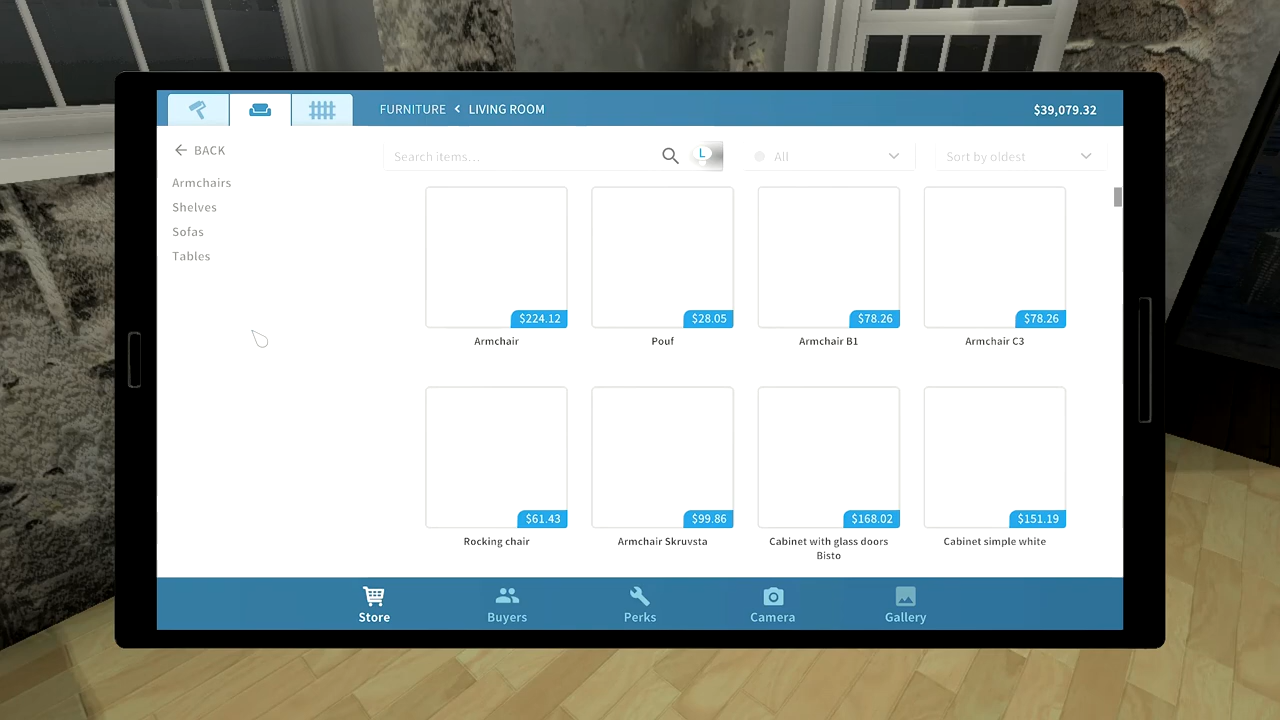 FURNITURE < LIVING ROOM
$39,079.32
BACK
Search items...
L
All
Sort by oldest
Armchairs
Shelves
Sofas
Tables
$224.12
$28.05
$78.26
$78.26
Armchair
Pouf
Armchair B1
Armchair C3
$61.43
$99.86
$168.02
$151.19
Rocking chair
Armchair Skruvsta
Cabinet with glass doors
Bisto
Cabinet simple white
Store
Buyers
Perks
Camera
Gallery